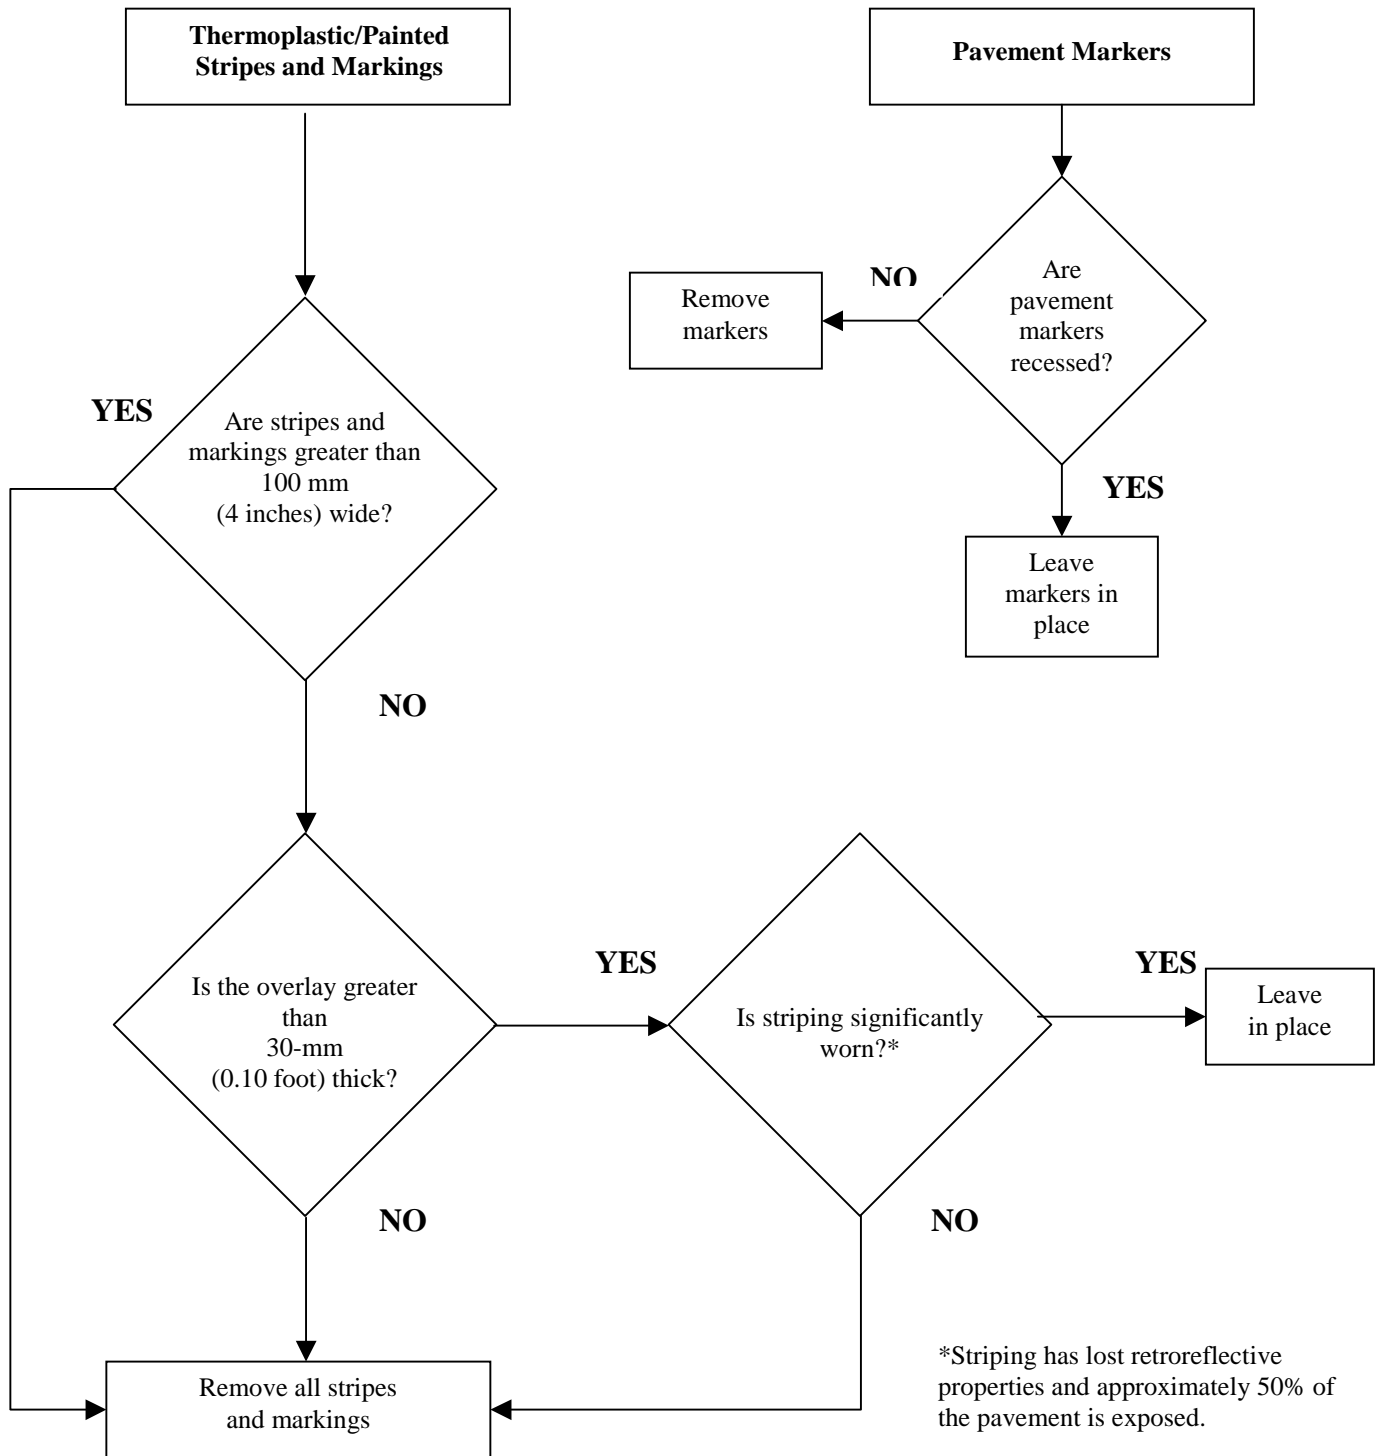 Thermoplastic/Painted
Stripes and Markings
Pavement Markers
NO
Remove
markers
Are
pavement
markers
recessed?
YES
Leave
markers in
place
YES
Are stripes and
markings greater than
100 mm
(4 inches) wide?
NO
Is the overlay greater
than
30-mm
(0.10 foot) thick?
YES
Is striping significantly
worn?*
YES
Leave
in place
NO
NO
Remove all stripes
and markings
*Striping has lost retroreflective
properties and approximately 50% of
the pavement is exposed.